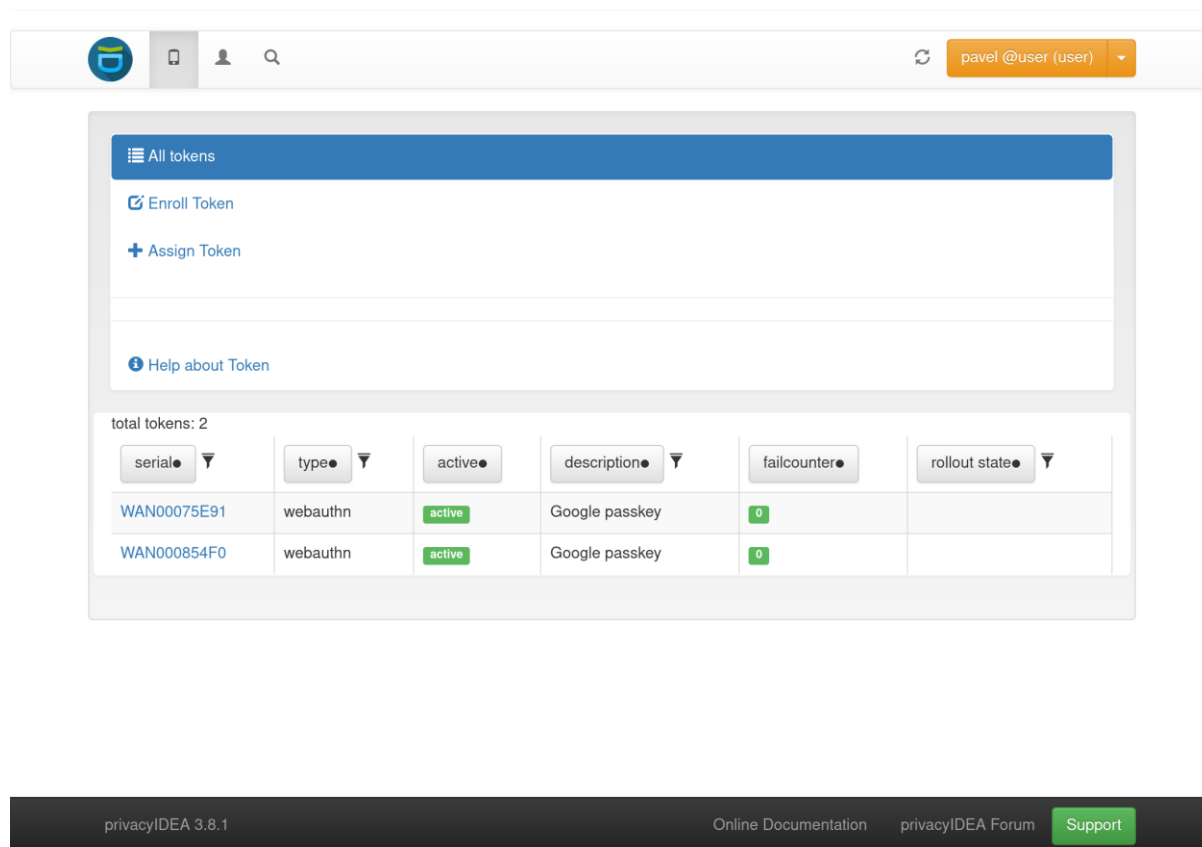 pavel @user (user)
All tokens
Enroll Token
Assign Token
Help about Token
total tokens: 2
serial● type● active● description● failcounter● rollout state●
WAN00075E91 webauthn active Google passkey 0
WAN000854F0 webauthn active Google passkey 0
privacyIDEA 3.8.1 Online Documentation privacyIDEA Forum Support